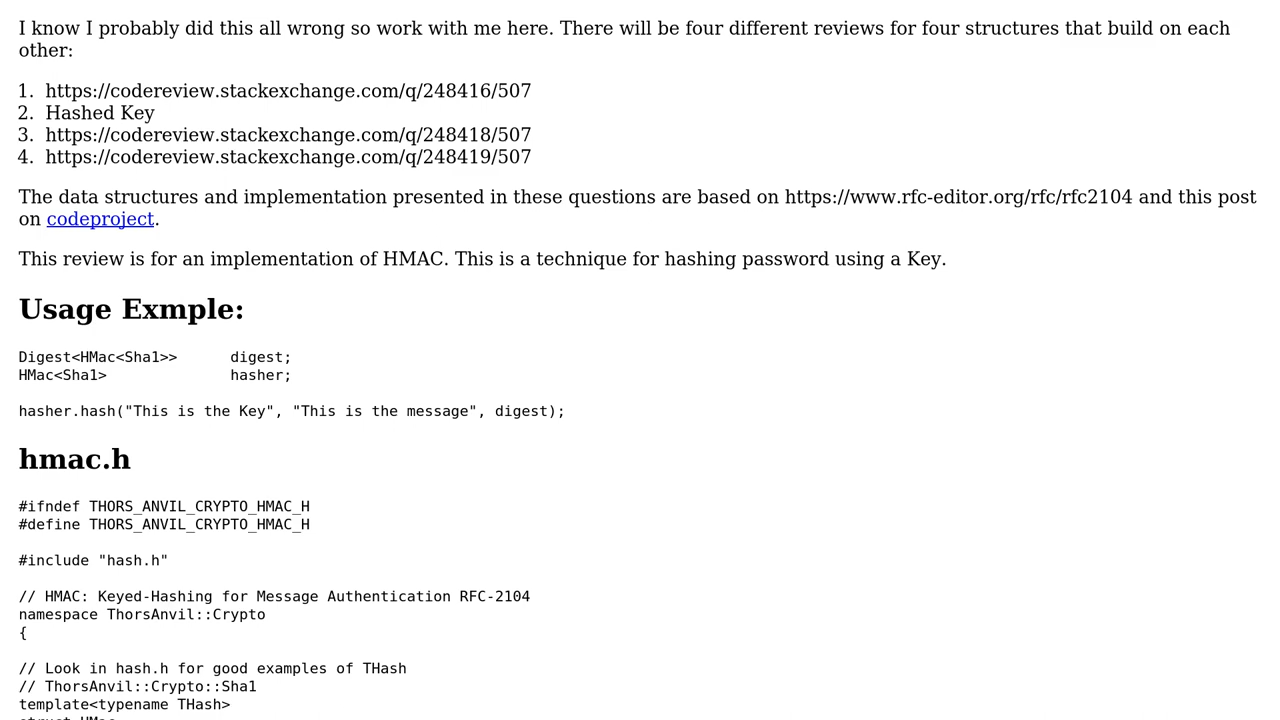 I know I probably did this all wrong so work with me here. There will be four different reviews for four structures that build on each
other:
1. https://codereview.stackexchange.com/q/248416/507
2. Hashed Key
3. https://codereview.stackexchange.com/q/248418/507
4. https://codereview.stackexchange.com/q/248419/507
The data structures and implementation presented in these questions are based on https://www.rfc-editor.org/rfc/rfc2104 and this post
on codeproject.
This review is for an implementation of HMAC. This is a technique for hashing password using a Key.
Usage Exmple:
Digest<HMac<Sha1>>      digest;
HMac<Sha1>              hasher;
hasher.hash("This is the Key", "This is the message", digest);
hmac.h
#ifndef THORS_ANVIL_CRYPTO_HMAC_H
#define THORS_ANVIL_CRYPTO_HMAC_H
#include "hash.h"
// HMAC: Keyed-Hashing for Message Authentication RFC-2104
namespace ThorsAnvil::Crypto
{
// Look in hash.h for good examples of THash
// ThorsAnvil::Crypto::Sha1
template<typename THash>
struct HMac